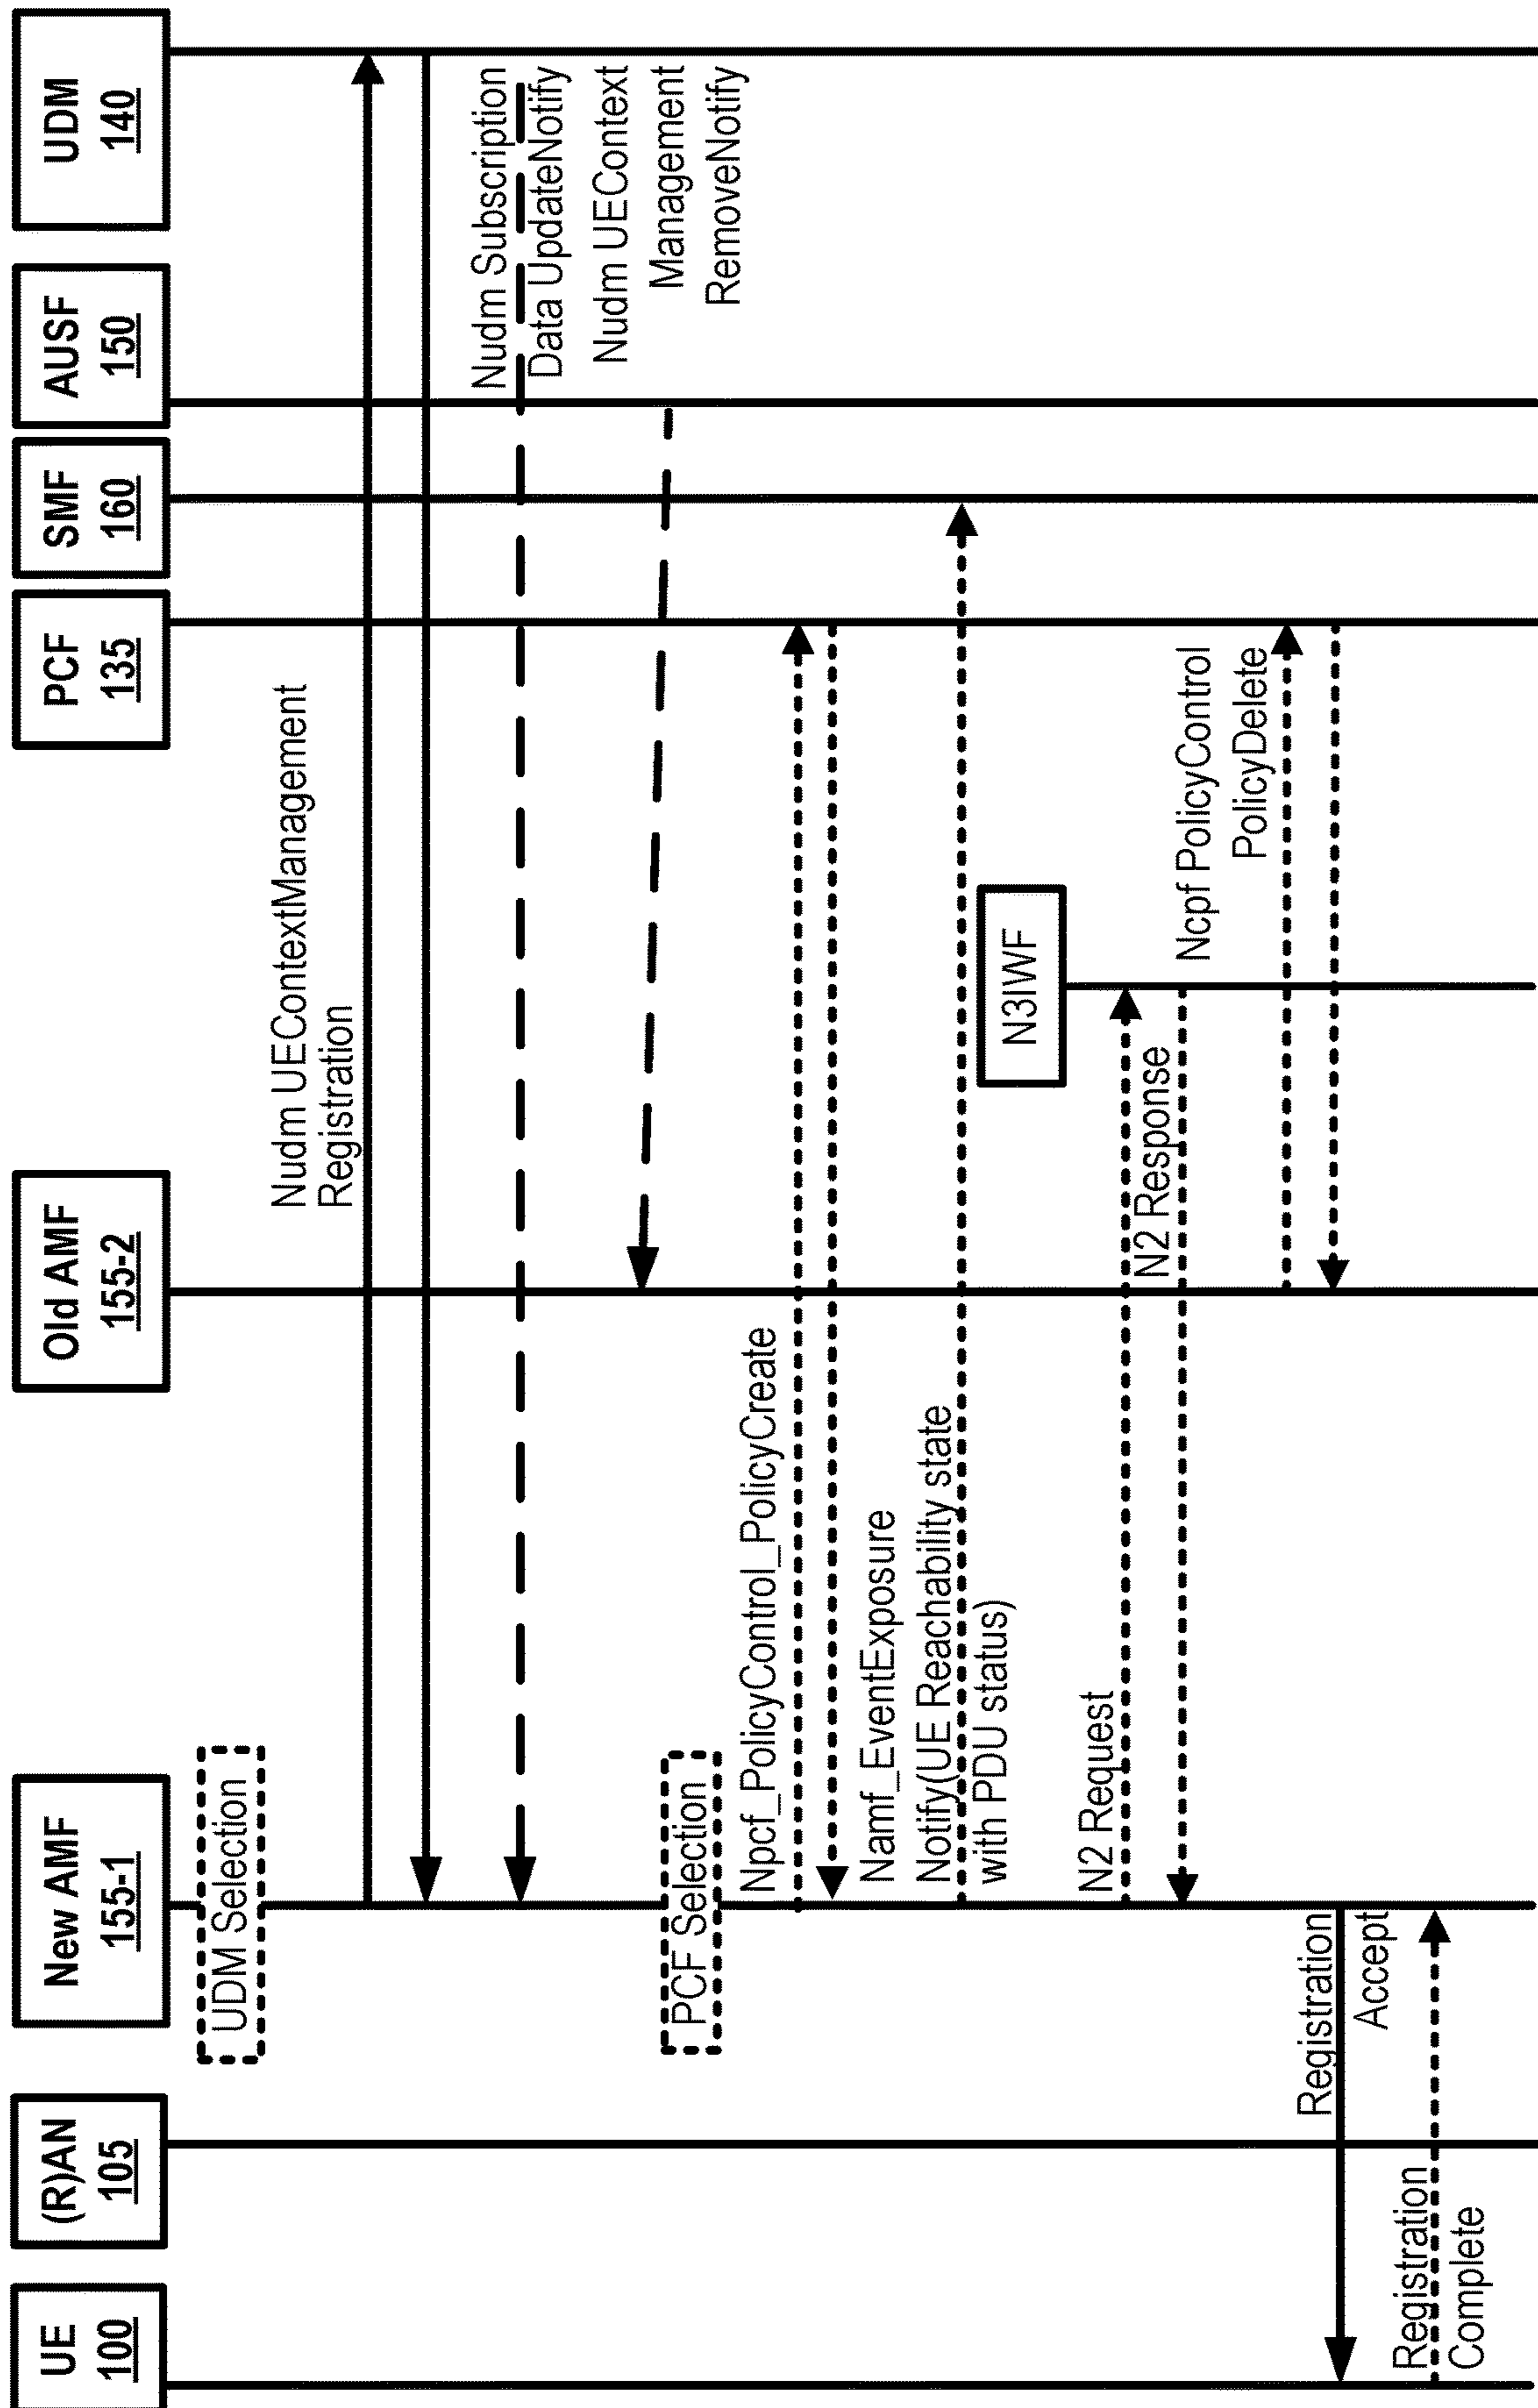 UE
100
(R)AN
105
New AMF
155-1
Old AMF
155-2
PCF
135
SMF
160
AUSF
150
UDM
140
UDM Selection
Nudm UEContextManagement
Registration
Nudm Subscription
Data UpdateNotify
Nudm UEContext
Management
RemoveNotify
PCF Selection
Npcf_PolicyControl_PolicyCreate
Namf_EventExposure
Notify(UE Reachability state
with PDU status)
N3IWF
N2 Request
N2 Response
Ncpf PolicyControl
PolicyDelete
Registration
Accept
Registration
Complete